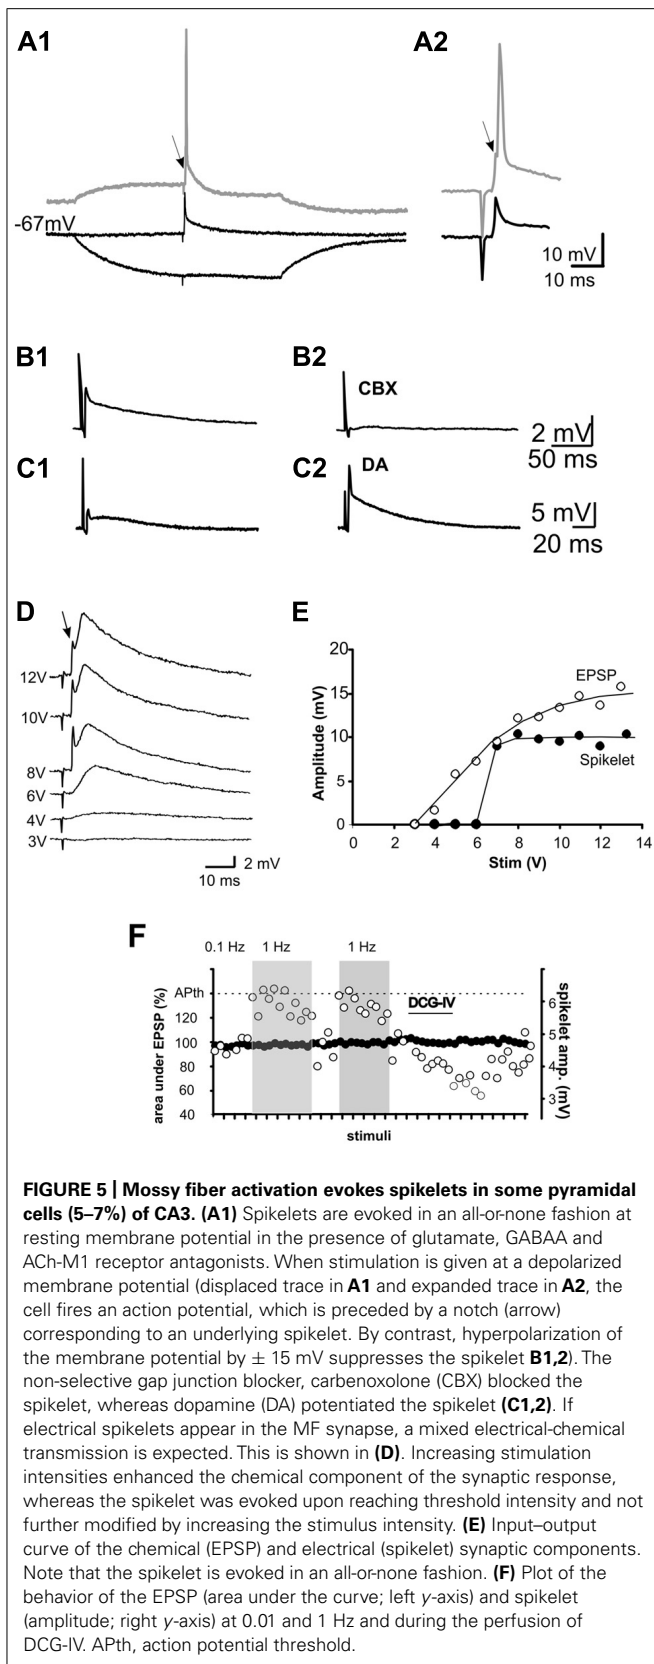 A1
A2
-67mV
10 mV
10 ms
B1
B2
CBX
2 mV
50 ms
C1
C2
DA
5 mV
20 ms
D
12V
10V
8V
6V
4V
3V
2 mV
10 ms
E
20
15
10
5
0
Amplitude (mV)
EPSP
Spikelet
0 2 4 6 8 10 12 14
Stim (V)
F
0.1 Hz 1 Hz 1 Hz
APth
120
100
80
60
40
area under EPSP (%)
DCG-IV
6
5
4
3
spikelet amp. (mV)
stimuli
FIGURE 5 | Mossy fiber activation evokes spikelets in some pyramidal
cells (5–7%) of CA3. (A1) Spikelets are evoked in an all-or-none fashion at
resting membrane potential in the presence of glutamate, GABAA and
ACh-M1 receptor antagonists. When stimulation is given at a depolarized
membrane potential (displaced trace in A1 and expanded trace in A2, the
cell fires an action potential, which is preceded by a notch (arrow)
corresponding to an underlying spikelet. By contrast, hyperpolarization of
the membrane potential by ± 15 mV suppresses the spikelet B1,2). The
non-selective gap junction blocker, carbenoxolone (CBX) blocked the
spikelet, whereas dopamine (DA) potentiated the spikelet (C1,2). If
electrical spikelets appear in the MF synapse, a mixed electrical-chemical
transmission is expected. This is shown in (D). Increasing stimulation
intensities enhanced the chemical component of the synaptic response,
whereas the spikelet was evoked upon reaching threshold intensity and not
further modified by increasing the stimulus intensity. (E) Input–output
curve of the chemical (EPSP) and electrical (spikelet) synaptic components.
Note that the spikelet is evoked in an all-or-none fashion. (F) Plot of the
behavior of the EPSP (area under the curve; left y-axis) and spikelet
(amplitude; right y-axis) at 0.01 and 1 Hz and during the perfusion of
DCG-IV. APth, action potential threshold.